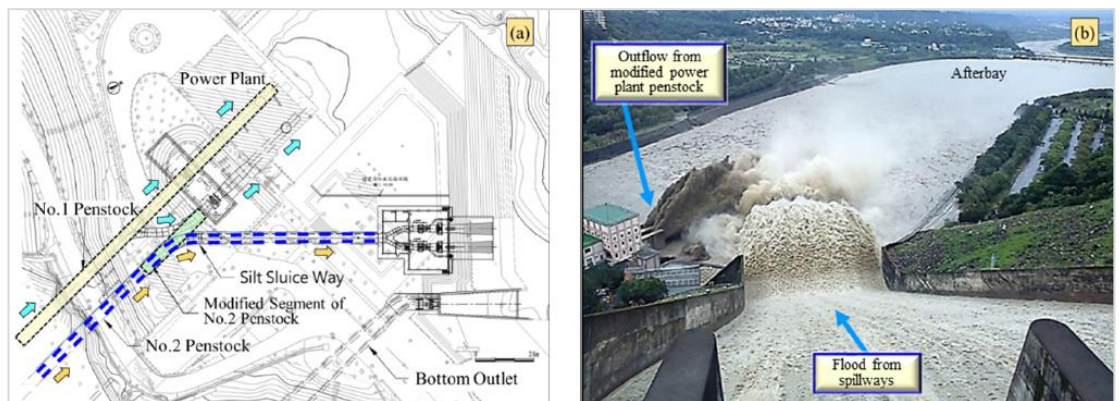 (a)
Power Plant
No.1 Penstock
Silt Sluice Way
Modified Segment of
No.2 Penstock
No.2 Penstock
Bottom Outlet
(b)
Outflow from
modified power
plant penstock
Afterbay
Flood from
spillways